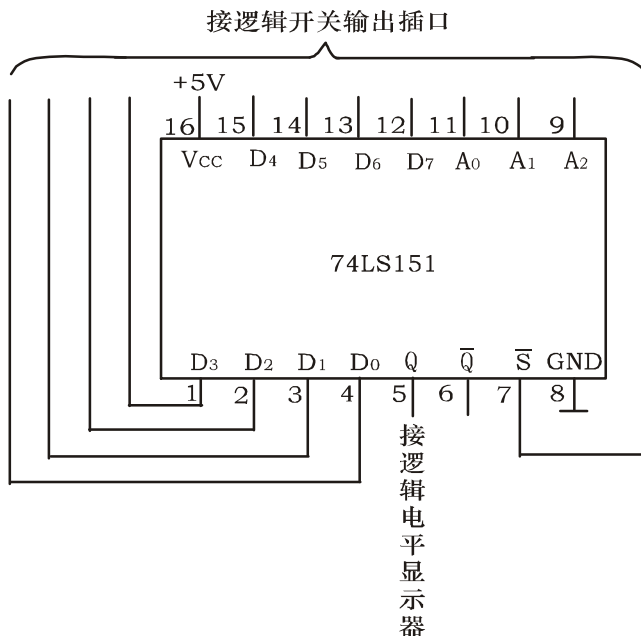 接逻辑开关输出插口
+5V
16 15 14 13 12 11 10 9
VCC D4 D5 D6 D7 A0 A1 A2
74LS151
D3 D2 D1 D0 Q Q̅ S̅ GND
1 2 3 4 5 6 7 8
接逻辑电平显示器